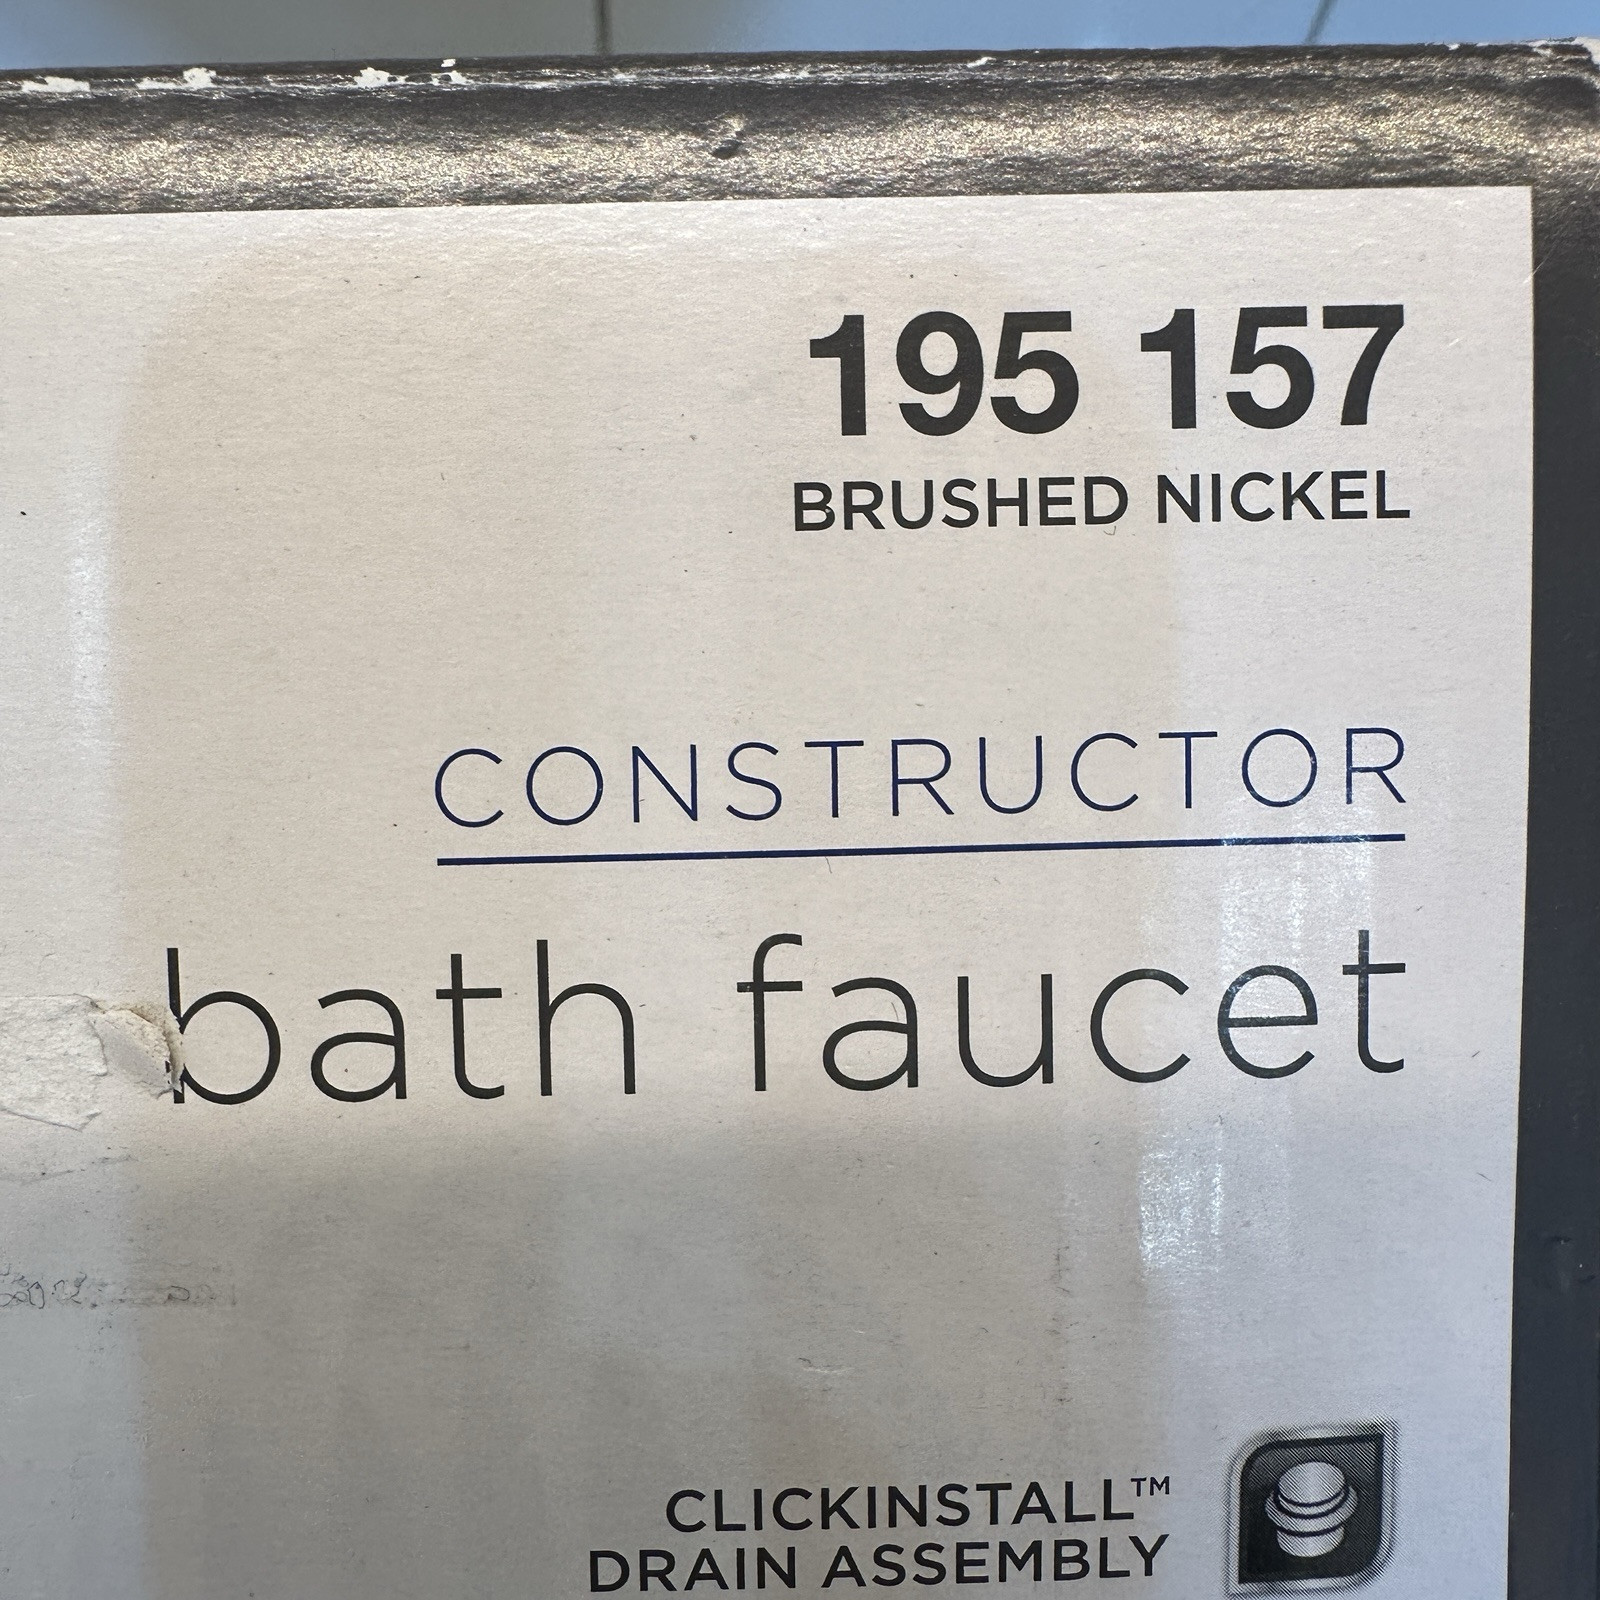 195 157
BRUSHED NICKEL
CONSTRUCTOR
bath faucet
CLICKINSTALL™
DRAIN ASSEMBLY